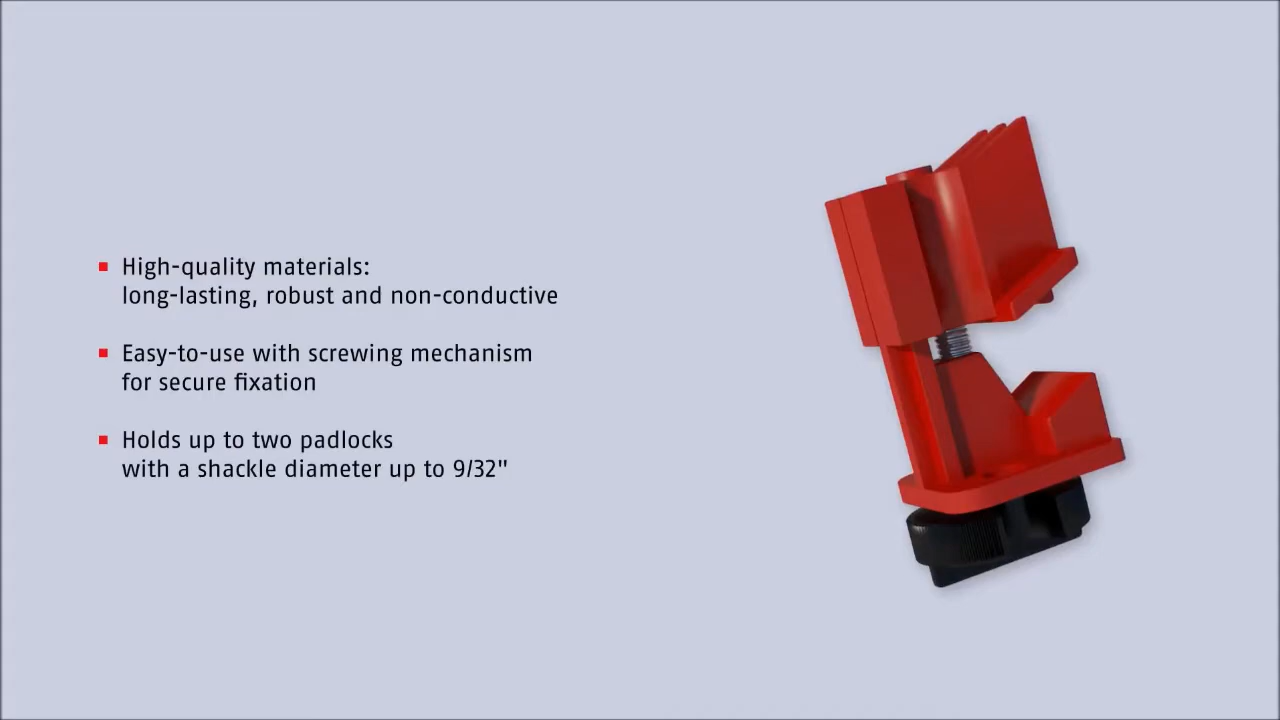 High-quality materials:
long-lasting, robust and non-conductive
Easy-to-use with screwing mechanism
for secure fixation
Holds up to two padlocks
with a shackle diameter up to 9/32"